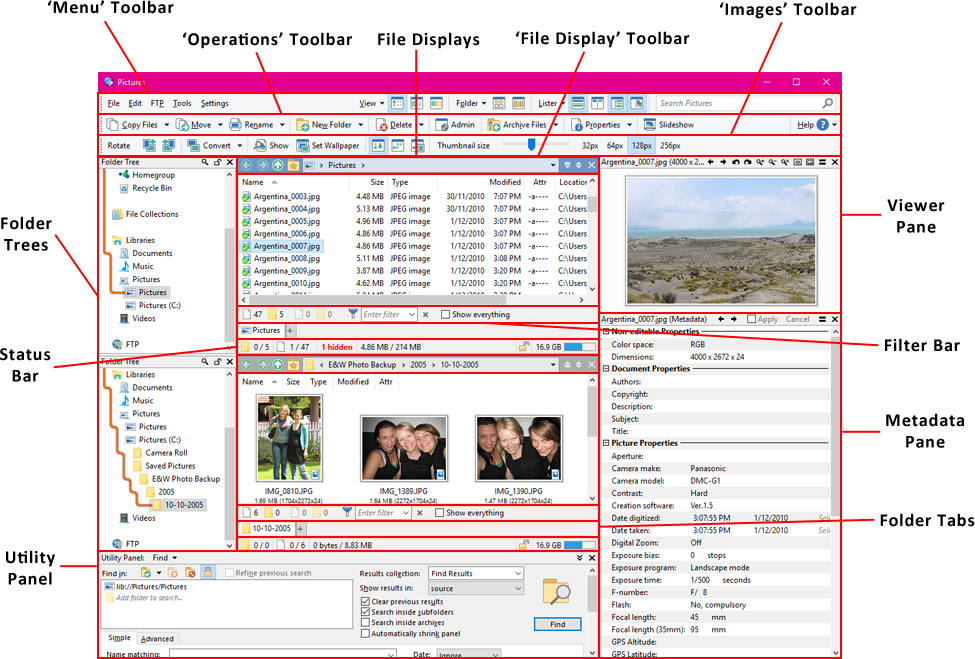 ‘Menu’ Toolbar
‘Images’ Toolbar
‘Operations’ Toolbar
File Displays
‘File Display’ Toolbar
Pictures
File Edit FTP Tools Settings
View Folder Lister Search Pictures
Copy Files Move Rename New Folder Delete Admin Archive Files Properties Slideshow Help
Rotate Convert Show Set Wallpaper Thumbnail size 32px 64px 128px 256px
Folder Tree
Homegroup
Recycle Bin
File Collections
Libraries
Documents
Music
Pictures
Pictures
Pictures (C:)
Videos
FTP
Folder Trees
Pictures
Name Size Type Modified Attr Location
Argentina_0003.jpg 4.48 MB JPEG image 30/11/2010 7:07 PM -a---- C:\Users
Argentina_0004.jpg 5.13 MB JPEG image 30/11/2010 7:07 PM -a---- C:\Users
Argentina_0005.jpg 4.96 MB JPEG image 1/12/2010 3:07 PM -a---- C:\Users
Argentina_0006.jpg 4.86 MB JPEG image 1/12/2010 3:07 PM -a---- C:\Users
Argentina_0007.jpg 4.86 MB JPEG image 1/12/2010 3:07 PM -a---- C:\Users
Argentina_0008.jpg 5.11 MB JPEG image 1/12/2010 3:08 PM -a---- C:\Users
Argentina_0009.jpg 3.87 MB JPEG image 1/12/2010 3:20 PM -a---- C:\Users
Argentina_0010.jpg 4.62 MB JPEG image 1/12/2010 3:20 PM -a---- C:\Users
47 5 0 0 Enter filter Show everything
Pictures
0 / 5 1 / 47 1 hidden 4.86 MB / 214 MB 16.9 GB
Argentina_0007.jpg (4000 x 2...
Viewer Pane
Status Bar
Filter Bar
Folder Tree
Libraries
Documents
Music
Pictures
Pictures
Pictures (C:)
Camera Roll
Saved Pictures
E&W Photo Backup
2005
10-10-2005
Videos
FTP
E&W Photo Backup 2005 10-10-2005
Name Size Type Modified Attr
IMG_0810.JPG
1.69 MB (1704x2272x24)
IMG_1389.JPG
1.64 MB (2272x1704x24)
IMG_1390.JPG
1.47 MB (2272x1704x24)
6 0 0 0 Enter filter Show everything
10-10-2005
0 / 0 0 / 6 0 bytes / 8.83 MB 16.9 GB
Argentina_0007.jpg (Metadata) Apply Cancel
Non-editable Properties
Color space: RGB
Dimensions: 4000 x 2672 x 24
Document Properties
Authors:
Copyright:
Description:
Subject:
Title:
Picture Properties
Aperture:
Camera make: Panasonic
Camera model: DMC-G1
Contrast: Hard
Creation software: Ver.1.5
Date digitized: 3:07:55 PM 1/12/2010 Sel
Date taken: 3:07:55 PM 1/12/2010 Sel
Digital Zoom: Off
Exposure bias: 0 stops
Exposure program: Landscape mode
Exposure time: 1/500 seconds
F-number: F/ 8
Flash: No, compulsory
Focal length: 45 mm
Focal length (35mm): 95 mm
GPS Altitude:
GPS Latitude:
Metadata Pane
Folder Tabs
Utility Panel
Utility Panel: Find
Find in: Refine previous search
lib://Pictures/Pictures
Add folder to search...
Simple Advanced
Name matching: Date: Ignore
Results collection: Find Results
Show results in: source
Clear previous results
Search inside subfolders
Search inside archives
Automatically shrink panel
Find